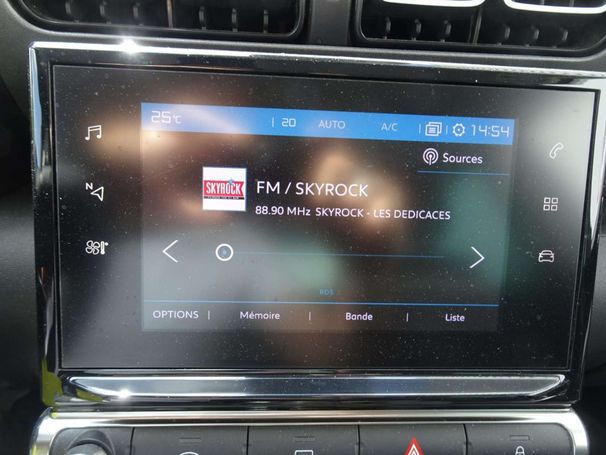 25°C 20 AUTO A/C 14:54
Sources
SKYROCK
FM / SKYROCK
88.90 MHz SKYROCK - LES DEDICACES
N
RDS
OPTIONS Mémoire Bande Liste